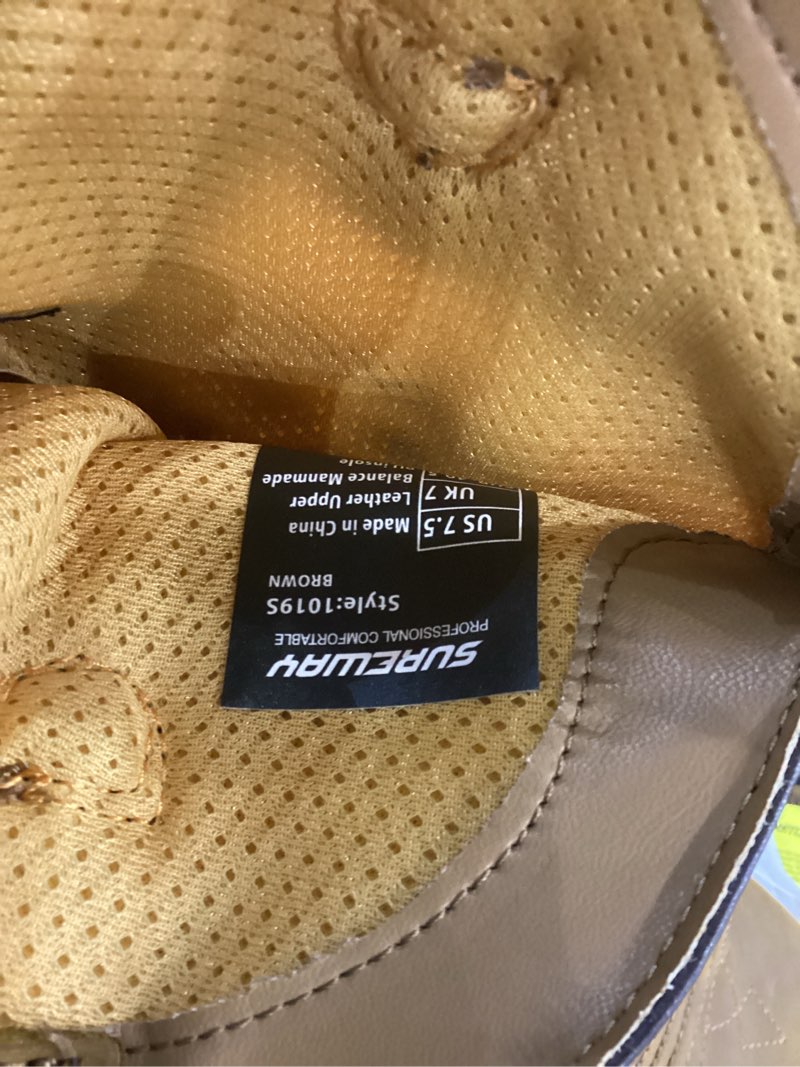 SUREWAY
PROFESSIONAL COMFORTABLE
Style:1019S
BROWN
US 7.5
UK 7
Made in China
Leather Upper
Balance Manmade